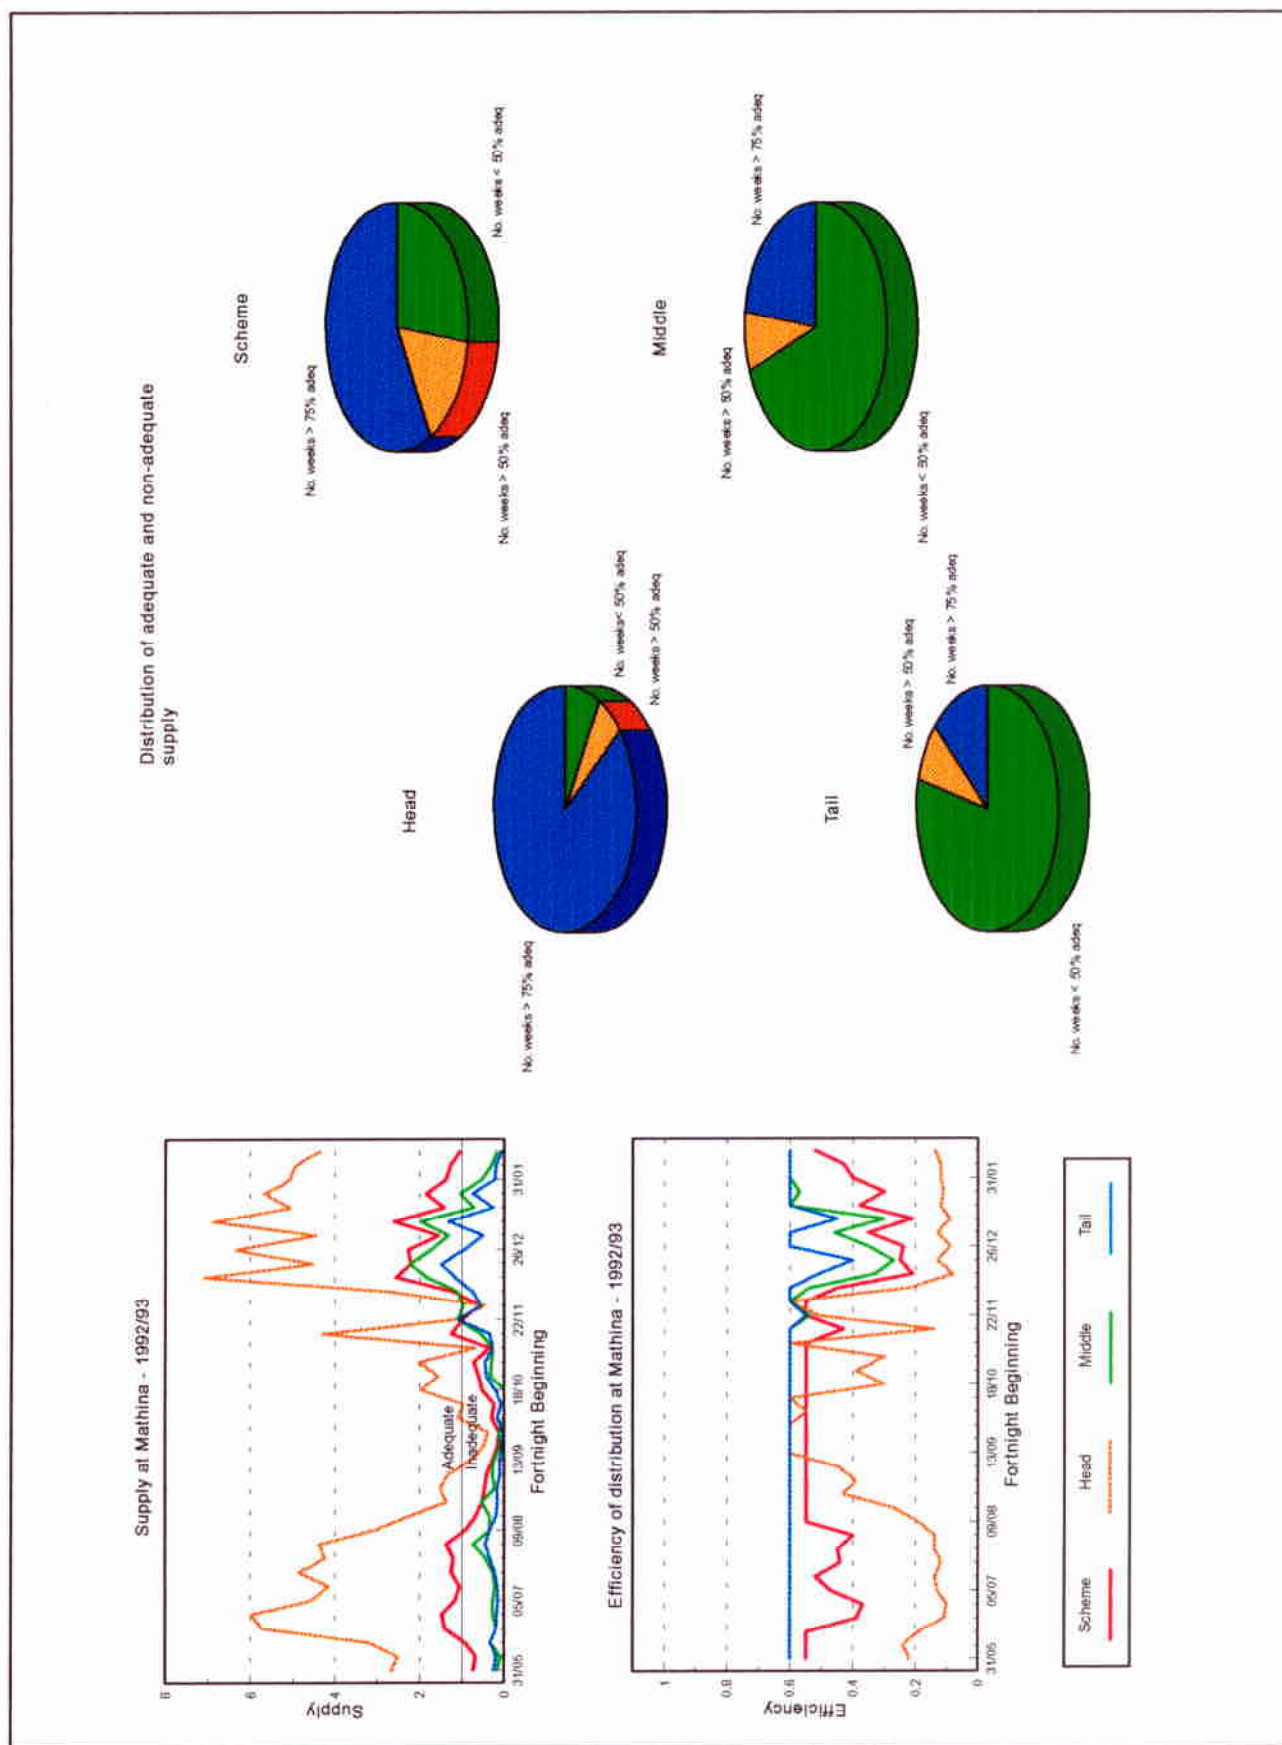 Distribution of adequate and non-adequate
supply
Supply at Mathina - 1992/93
Supply
8
6
4
2
0
Adequate
Inadequate
31/05
05/07
09/08
13/09
18/10
22/11
26/12
31/01
Fortnight Beginning
Head
No. weeks > 75% adeq
No. weeks< 50% adeq
No. weeks > 50% adeq
Scheme
No. weeks > 75% adeq
No. weeks < 50% adeq
No. weeks > 50% adeq
Efficiency of distribution at Mathina - 1992/93
Efficiency
1
0.8
0.6
0.4
0.2
0
31/05
05/07
09/08
13/09
18/10
22/11
26/12
31/01
Fortnight Beginning
Tail
No. weeks > 50% adeq
No. weeks > 75% adeq
No. weeks < 50% adeq
Middle
No. weeks > 50% adeq
No. weeks > 75% adeq
No. weeks < 50% adeq
Scheme
Head
Middle
Tail